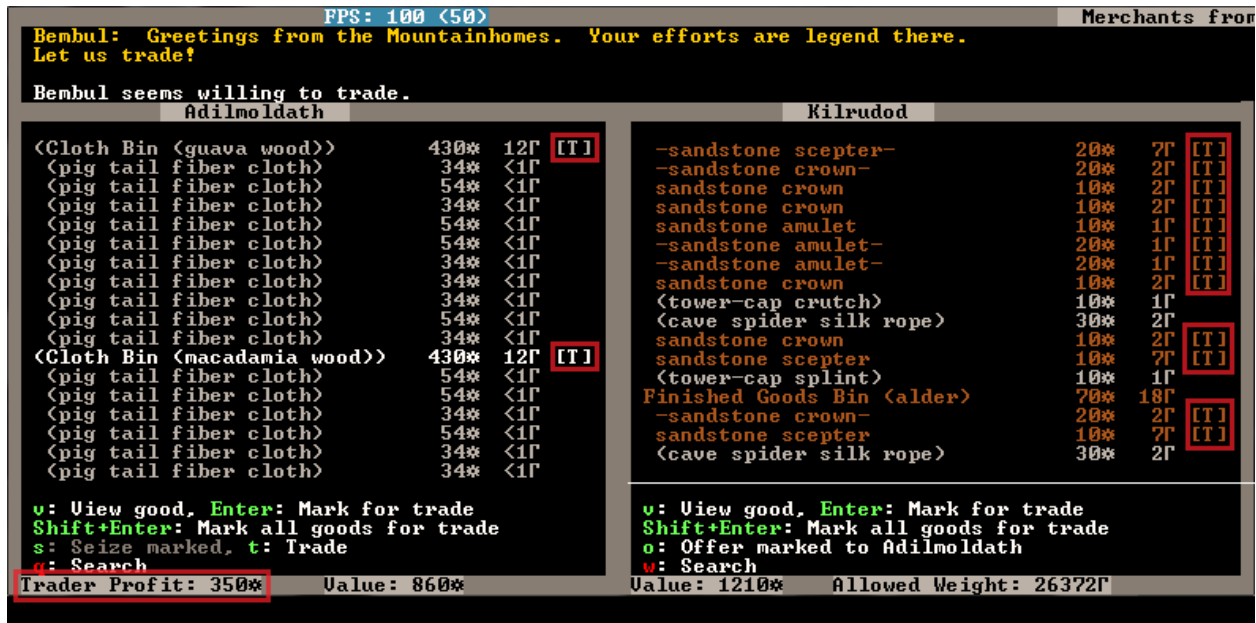 FPS: 100 (50)
Merchants from
Bembul: Greetings from the Mountainhomes. Your efforts are legend there.
Let us trade!
Bembul seems willing to trade.
Adilmoldath
(Cloth Bin (guava wood)) 430☼ 12Γ [T]
(pig tail fiber cloth) 34☼ <1Γ
(pig tail fiber cloth) 54☼ <1Γ
(pig tail fiber cloth) 34☼ <1Γ
(pig tail fiber cloth) 54☼ <1Γ
(pig tail fiber cloth) 54☼ <1Γ
(pig tail fiber cloth) 34☼ <1Γ
(pig tail fiber cloth) 34☼ <1Γ
(pig tail fiber cloth) 34☼ <1Γ
(pig tail fiber cloth) 54☼ <1Γ
(pig tail fiber cloth) 34☼ <1Γ
(Cloth Bin (macadamia wood)) 430☼ 12Γ [T]
(pig tail fiber cloth) 54☼ <1Γ
(pig tail fiber cloth) 54☼ <1Γ
(pig tail fiber cloth) 34☼ <1Γ
(pig tail fiber cloth) 54☼ <1Γ
(pig tail fiber cloth) 34☼ <1Γ
(pig tail fiber cloth) 34☼ <1Γ
v: View good, Enter: Mark for trade
Shift+Enter: Mark all goods for trade
s: Seize marked, t: Trade
q: Search
Trader Profit: 350☼ Value: 860☼
Kilrudod
-sandstone scepter- 20☼ 7Γ [T]
-sandstone crown- 20☼ 2Γ [T]
sandstone crown 10☼ 2Γ [T]
sandstone crown 10☼ 2Γ [T]
sandstone amulet 10☼ 1Γ [T]
-sandstone amulet- 20☼ 1Γ [T]
-sandstone amulet- 20☼ 1Γ [T]
sandstone crown 10☼ 2Γ [T]
(tower-cap crutch) 10☼ 1Γ
(cave spider silk rope) 30☼ 2Γ
sandstone crown 10☼ 2Γ [T]
sandstone scepter 10☼ 7Γ [T]
(tower-cap splint) 10☼ 1Γ
Finished Goods Bin (alder) 70☼ 18Γ
-sandstone crown- 20☼ 2Γ [T]
sandstone scepter 10☼ 7Γ [T]
(cave spider silk rope) 30☼ 2Γ
v: View good, Enter: Mark for trade
Shift+Enter: Mark all goods for trade
o: Offer marked to Adilmoldath
w: Search
Value: 1210☼ Allowed Weight: 26372Γ